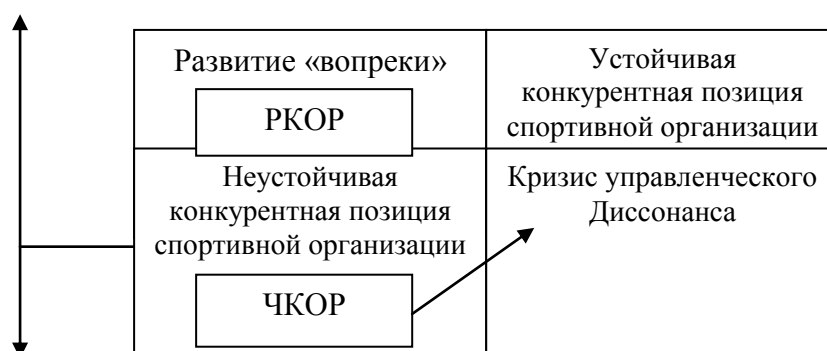 Развитие «вопреки»
РКОР
Устойчивая
конкурентная позиция
спортивной организации
Неустойчивая
конкурентная позиция
спортивной организации
ЧКОР
Кризис управленческого
Диссонанса